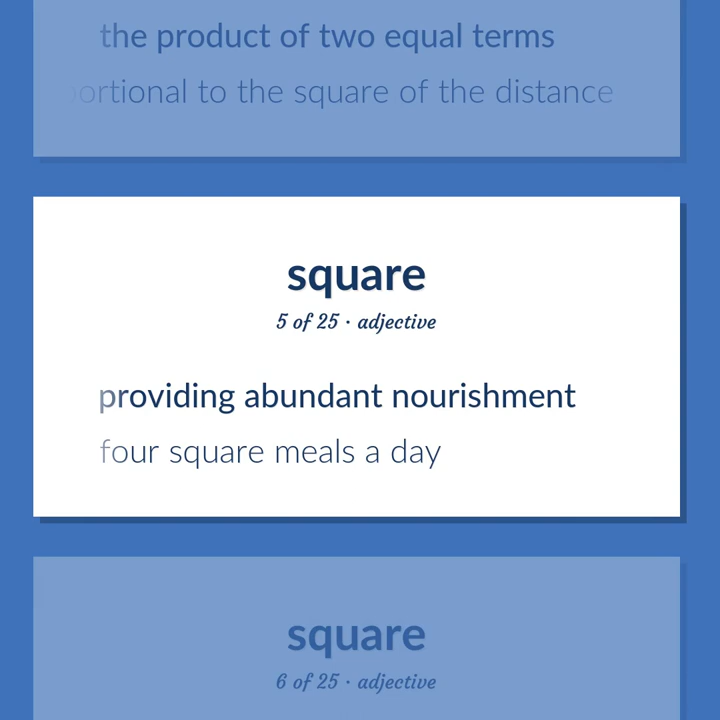 the product of two equal terms
to the square of the distance
square
5 of 25 · adjective
providing abundant nourishment
four square meals a day
square
6 of 25 · adjective